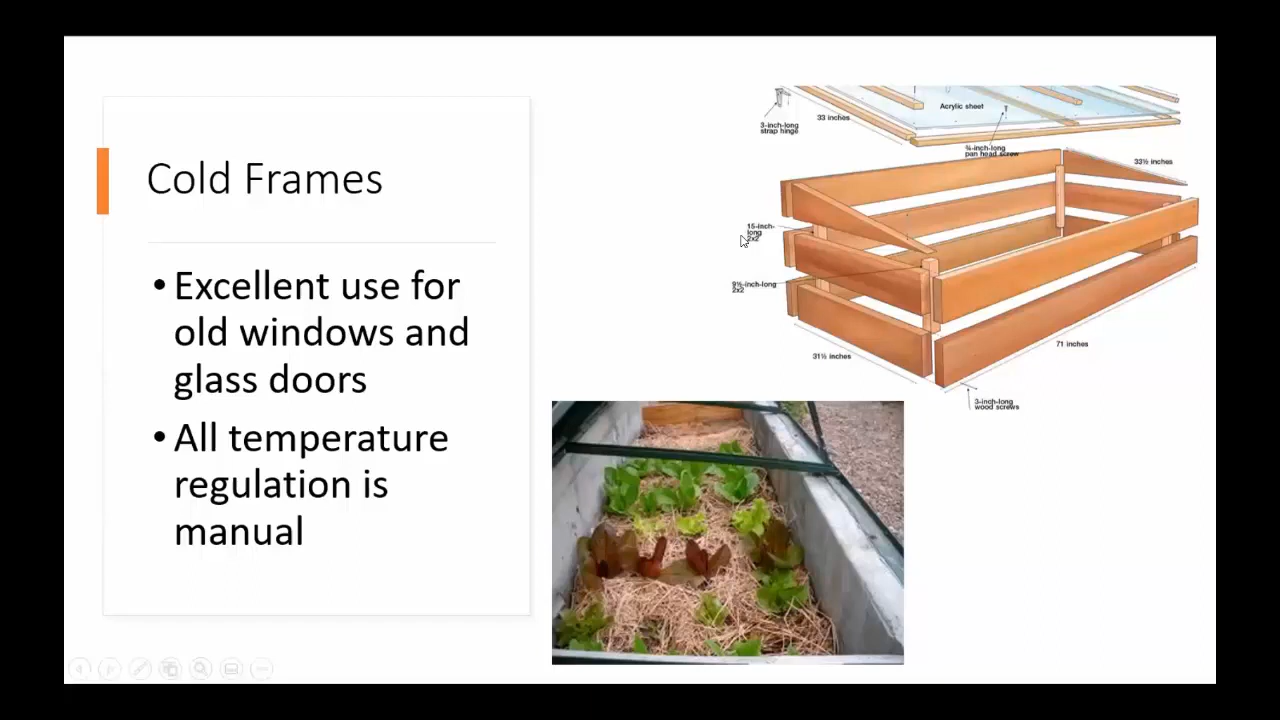 Cold Frames
• Excellent use for
old windows and
glass doors
• All temperature
regulation is
manual
Acrylic sheet
3-inch-long
strap hinge
33 inches
¾-inch-long
pan head screw
33½ inches
15-inch-
long
2x2
9½-inch-long
2x2
31½ inches
71 inches
3-inch-long
wood screws